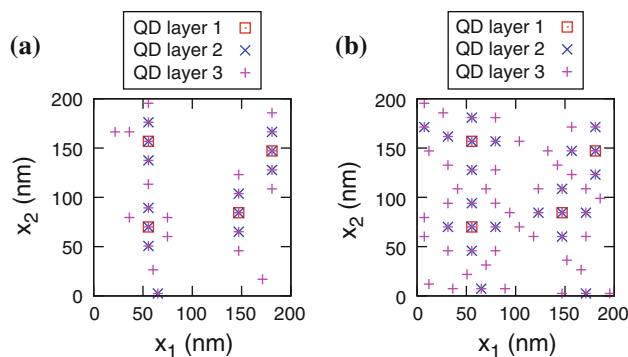 (a)
QD layer 1
QD layer 2
QD layer 3
200
150
100
50
0
x2 (nm)
0 50 100 150 200
x1 (nm)
(b)
QD layer 1
QD layer 2
QD layer 3
200
150
100
50
0
x2 (nm)
0 50 100 150 200
x1 (nm)